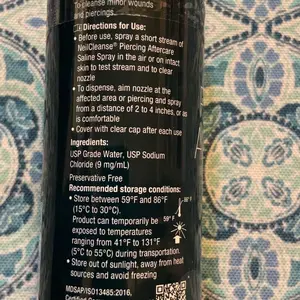 To cleanse minor wounds
and piercings.
Directions for Use:
• Before use, spray a short stream of
NeilCleanse® Piercing Aftercare
Saline Spray in the air or on intact
skin to test stream and to clear
nozzle
• To dispense, aim nozzle at the
affected area or piercing and spray
from a distance of 2 to 4 inches, or as
is comfortable
• Cover with clear cap after each use
Ingredients:
USP Grade Water, USP Sodium
Chloride (9 mg/mL)
Preservative Free
Recommended storage conditions:
• Store between 59°F and 86°F
(15°C to 30°C).
86°F
59°F
Product can temporarily be
exposed to temperatures
ranging from 41°F to 131°F
(5°C to 55°C) during transportation.
• Store out of sunlight, away from heat
sources and avoid freezing
MDSAP/ISO13485:2016,